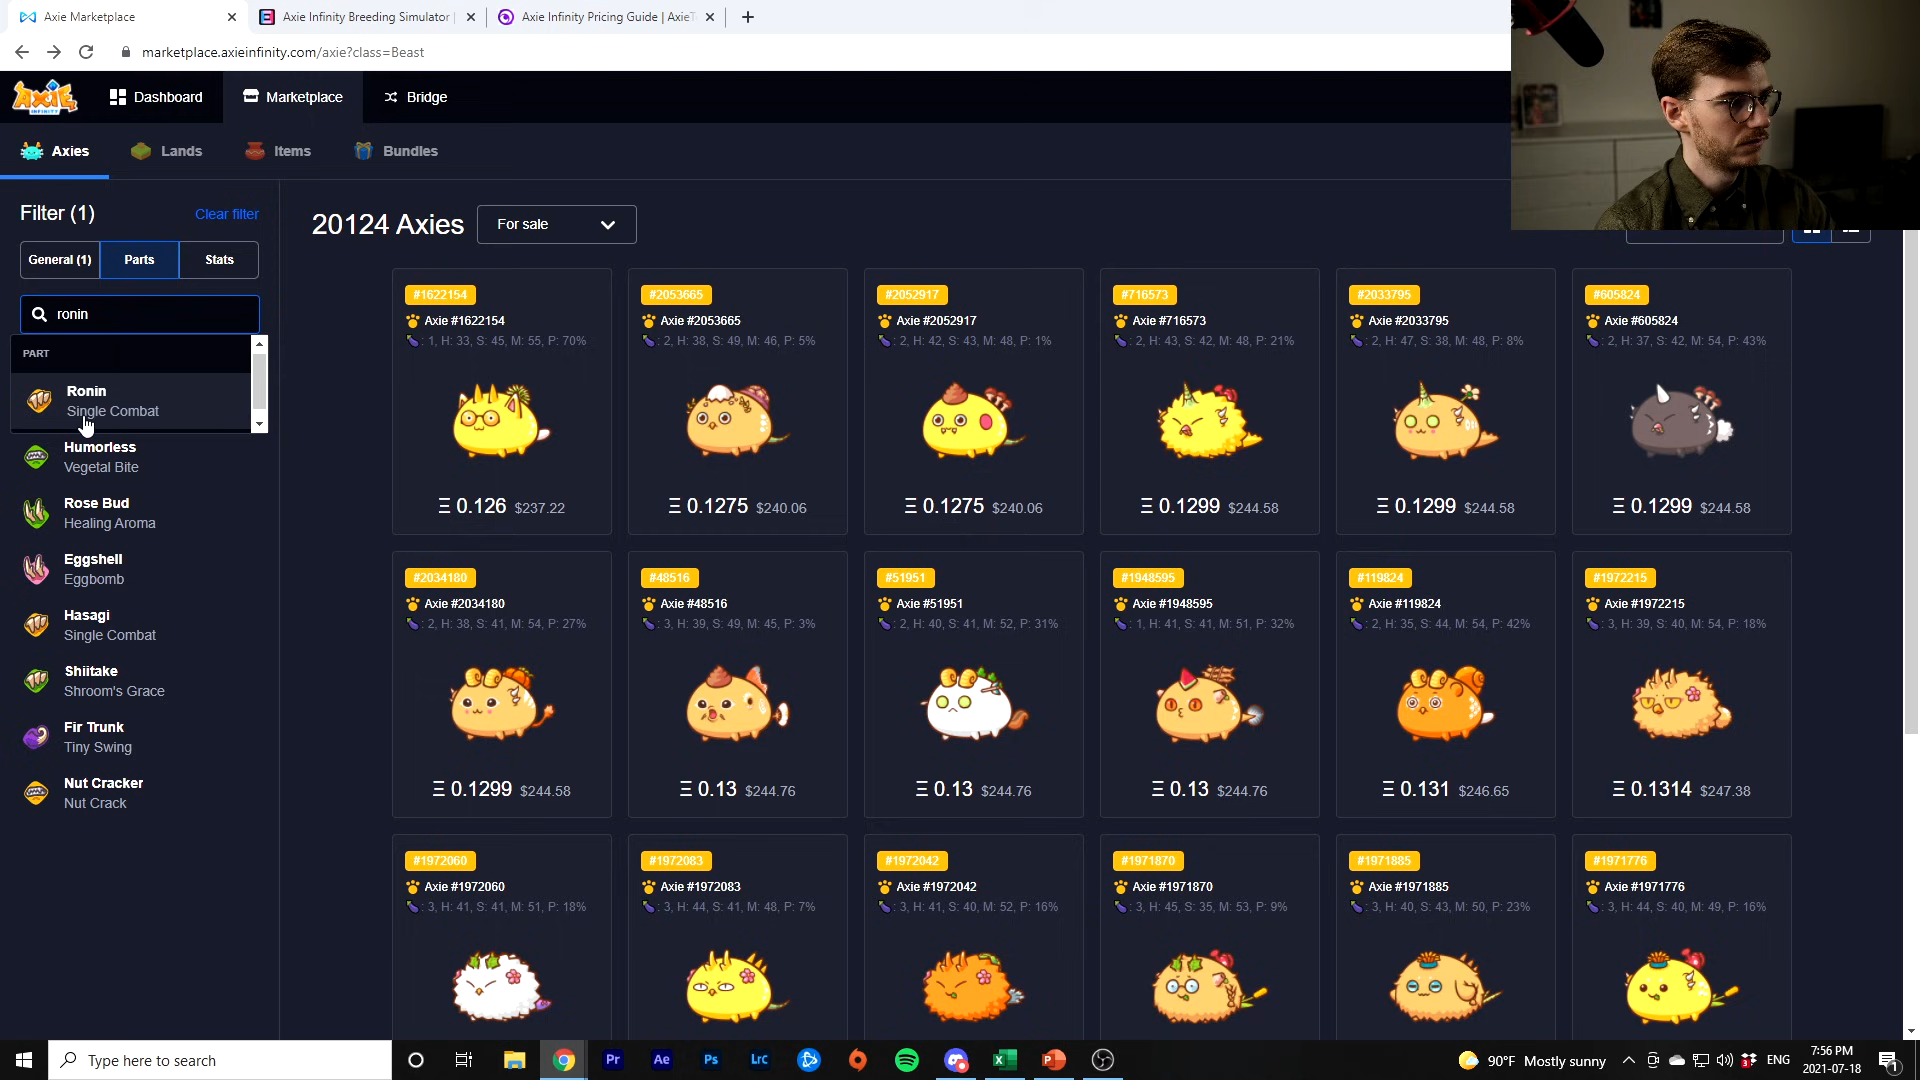 Axie Marketplace
Axie Infinity Breeding Simulator
Axie Infinity Pricing Guide | Axie
marketplace.axieinfinity.com/axie?class=Beast
AXIE
INFINITY
Dashboard
Marketplace
Bridge
Axies
Lands
Items
Bundles
Filter (1)
Clear filter
General (1)
Parts
Stats
ronin
PART
Ronin
Single Combat
Humorless
Vegetal Bite
Rose Bud
Healing Aroma
Eggshell
Eggbomb
Hasagi
Single Combat
Shiitake
Shroom's Grace
Fir Trunk
Tiny Swing
Nut Cracker
Nut Crack
20124 Axies
For sale
#1622154
Axie #1622154
: 1, H: 33, S: 45, M: 55, P: 70%
Ξ 0.126 $237.22
#2053665
Axie #2053665
: 2, H: 38, S: 49, M: 46, P: 5%
Ξ 0.1275 $240.06
#2052917
Axie #2052917
: 2, H: 42, S: 43, M: 48, P: 1%
Ξ 0.1275 $240.06
#716573
Axie #716573
: 2, H: 43, S: 42, M: 48, P: 21%
Ξ 0.1299 $244.58
#2033795
Axie #2033795
: 2, H: 47, S: 38, M: 48, P: 8%
Ξ 0.1299 $244.58
#605824
Axie #605824
: 2, H: 37, S: 42, M: 54, P: 43%
Ξ 0.1299 $244.58
#2034180
Axie #2034180
: 2, H: 38, S: 41, M: 54, P: 27%
Ξ 0.1299 $244.58
#48516
Axie #48516
: 3, H: 39, S: 49, M: 45, P: 3%
Ξ 0.13 $244.76
#51951
Axie #51951
: 2, H: 40, S: 41, M: 52, P: 31%
Ξ 0.13 $244.76
#1948595
Axie #1948595
: 1, H: 41, S: 41, M: 51, P: 32%
Ξ 0.13 $244.76
#119824
Axie #119824
: 2, H: 35, S: 44, M: 54, P: 42%
Ξ 0.131 $246.65
#1972215
Axie #1972215
: 3, H: 39, S: 40, M: 54, P: 18%
Ξ 0.1314 $247.38
#1972060
Axie #1972060
: 3, H: 41, S: 41, M: 51, P: 18%
#1972083
Axie #1972083
: 3, H: 44, S: 41, M: 48, P: 7%
#1972042
Axie #1972042
: 3, H: 41, S: 40, M: 52, P: 16%
#1971870
Axie #1971870
: 3, H: 45, S: 35, M: 53, P: 9%
#1971885
Axie #1971885
: 3, H: 40, S: 43, M: 50, P: 23%
#1971776
Axie #1971776
: 3, H: 44, S: 40, M: 49, P: 16%
Type here to search
Pr
Ae
Ps
Lrc
90°F Mostly sunny
ENG
7:56 PM
2021-07-18
1